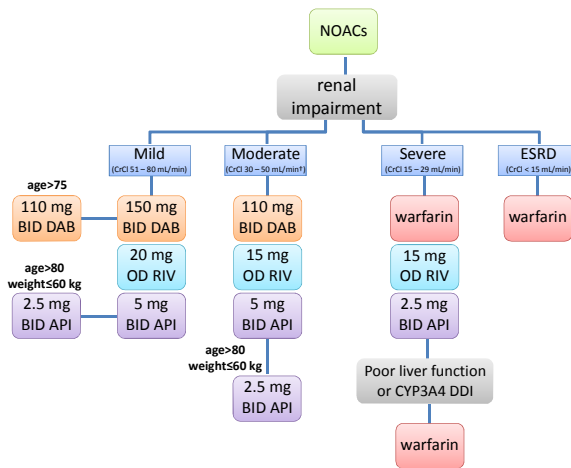 NOACs
renal
impairment
Mild
(CrCl 51 – 80 mL/min)
Moderate
(CrCl 30 – 50 mL/min†)
Severe
(CrCl 15 – 29 mL/min)
ESRD
(CrCl < 15 mL/min)
age>75
110 mg
BID DAB
150 mg
BID DAB
110 mg
BID DAB
warfarin
warfarin
20 mg
OD RIV
15 mg
OD RIV
15 mg
OD RIV
age>80
weight≤60 kg
2.5 mg
BID API
5 mg
BID API
5 mg
BID API
2.5 mg
BID API
age>80
weight≤60 kg
2.5 mg
BID API
Poor liver function
or CYP3A4 DDI
warfarin